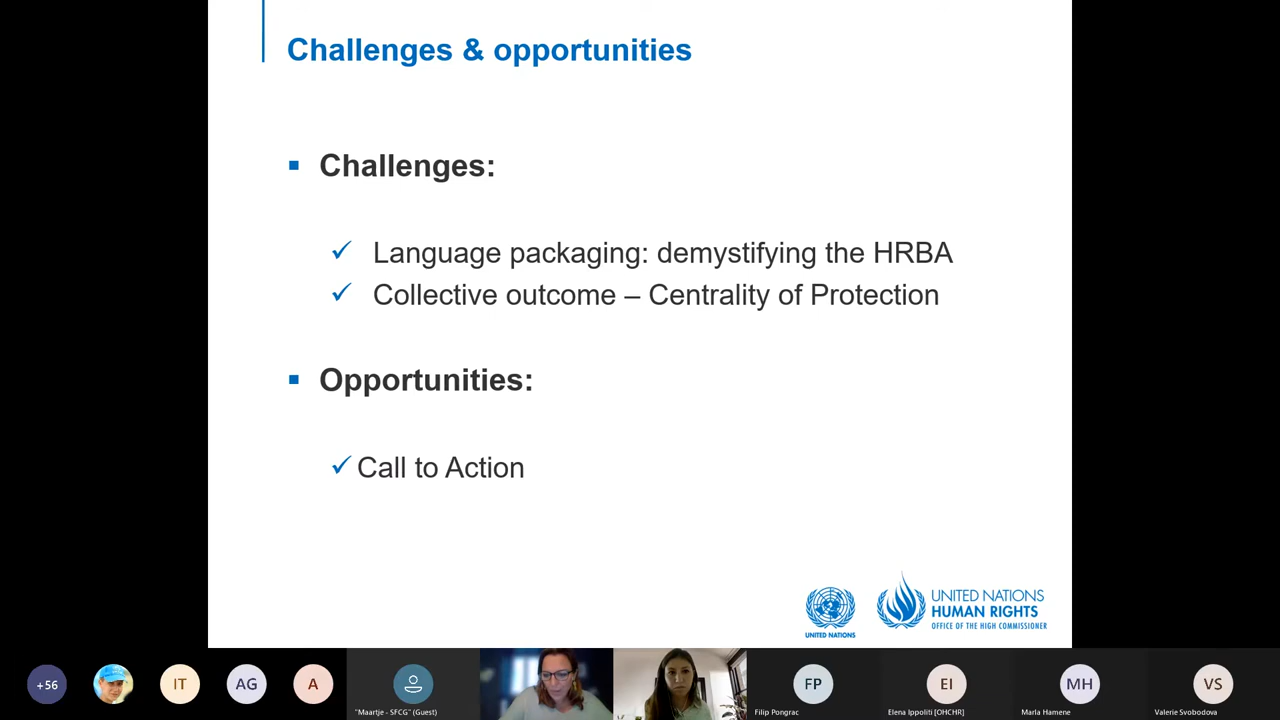 Challenges & opportunities
Challenges:
Language packaging: demystifying the HRBA
Collective outcome – Centrality of Protection
Opportunities:
Call to Action
UNITED NATIONS
UNITED NATIONS
HUMAN RIGHTS
OFFICE OF THE HIGH COMMISSIONER
+56
IT
AG
A
"Maartje - SFCG" (Guest)
FP
Filip Pongrac
EI
Elena Ippoliti [OHCHR]
MH
Marla Hamene
VS
Valerie Svobodova